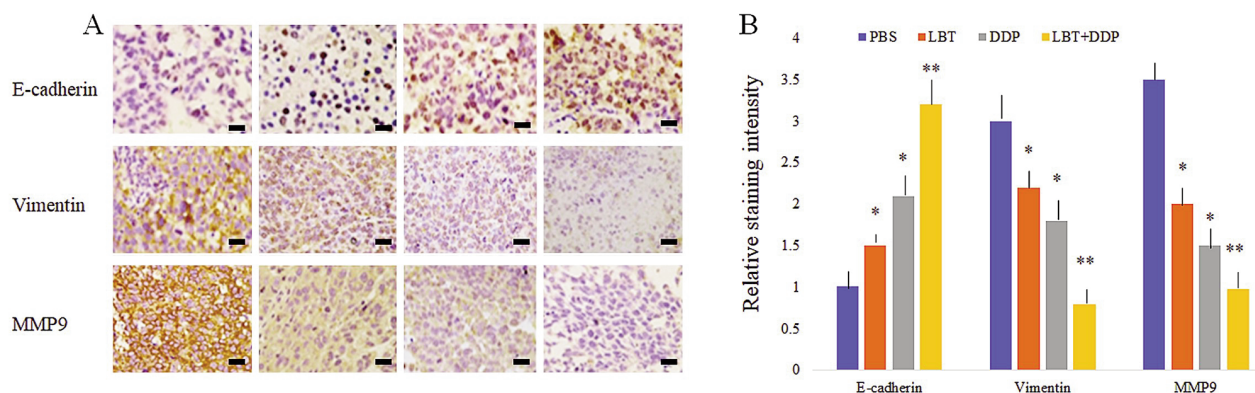 A
E-cadherin
Vimentin
MMP9
B
PBS LBT DDP LBT+DDP
Relative staining intensity
4
3.5
3
2.5
2
1.5
1
0.5
0
* * **
* * **
* * **
E-cadherin Vimentin MMP9